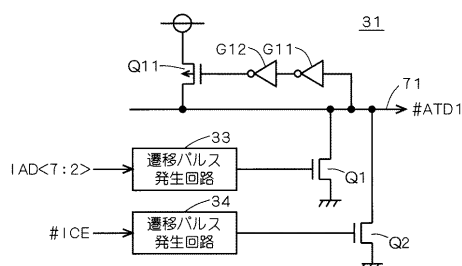 31
G12 G11
Q11
71
#ATD1
33
IAD<7:2>
遷移パルス
発生回路
Q1
34
#ICE
遷移パルス
発生回路
Q2